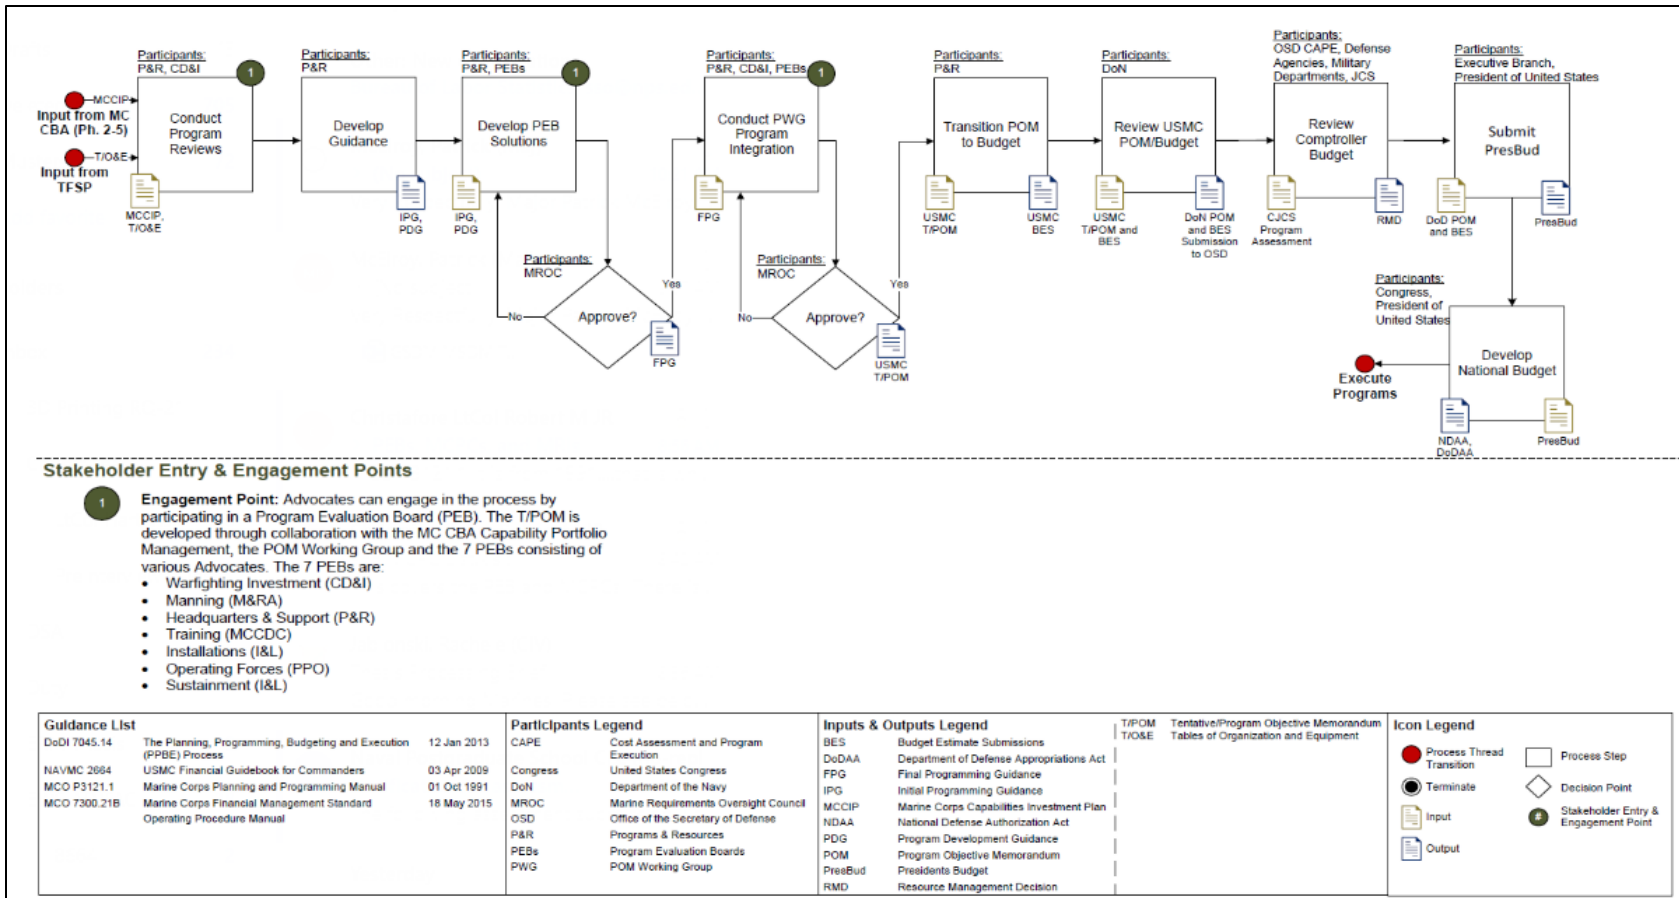 Participants:
P&R, CD&I
1
MCCIP
Input from MC
CBA (Ph. 2-5)
T/O&E
Input from
TFSP
Conduct
Program
Reviews
MCCIP,
T/O&E
Participants:
P&R
Develop
Guidance
IPG,
PDG
Participants:
P&R, PEBs
1
Develop PEB
Solutions
IPG,
PDG
Participants:
MROC
Approve?
No
Yes
FPG
Participants:
P&R, CD&I, PEBs
1
Conduct PWG
Program
Integration
FPG
Participants:
MROC
Approve?
No
Yes
USMC
T/POM
Participants:
P&R
Transition POM
to Budget
USMC
T/POM
USMC
BES
Participants:
DoN
Review USMC
POM/Budget
USMC
T/POM and
BES
DoN POM
and BES
Submission
to OSD
Participants:
OSD CAPE, Defense
Agencies, Military
Departments, JCS
Review
Comptroller
Budget
CJCS
Program
Assessment
RMD
Participants:
Executive Branch,
President of United States
Submit
PresBud
DoD POM
and BES
PresBud
Participants:
Congress,
President of
United States
Develop
National Budget
Execute
Programs
NDAA,
DoDAA
PresBud
Stakeholder Entry & Engagement Points
1
Engagement Point: Advocates can engage in the process by
participating in a Program Evaluation Board (PEB). The T/POM is
developed through collaboration with the MC CBA Capability Portfolio
Management, the POM Working Group and the 7 PEBs consisting of
various Advocates. The 7 PEBs are:
• Warfighting Investment (CD&I)
• Manning (M&RA)
• Headquarters & Support (P&R)
• Training (MCCDC)
• Installations (I&L)
• Operating Forces (PPO)
• Sustainment (I&L)
Guidance List
DoDI 7045.14 The Planning, Programming, Budgeting and Execution 12 Jan 2013
(PPBE) Process
NAVMC 2664 USMC Financial Guidebook for Commanders 03 Apr 2009
MCO P3121.1 Marine Corps Planning and Programming Manual 01 Oct 1991
MCO 7300.21B Marine Corps Financial Management Standard 18 May 2015
Operating Procedure Manual
Participants Legend
CAPE Cost Assessment and Program
Execution
Congress United States Congress
DoN Department of the Navy
MROC Marine Requirements Oversight Council
OSD Office of the Secretary of Defense
P&R Programs & Resources
PEBs Program Evaluation Boards
PWG POM Working Group
Inputs & Outputs Legend
BES Budget Estimate Submissions
DoDAA Department of Defense Appropriations Act
FPG Final Programming Guidance
IPG Initial Programming Guidance
MCCIP Marine Corps Capabilities Investment Plan
NDAA National Defense Authorization Act
PDG Program Development Guidance
POM Program Objective Memorandum
PresBud Presidents Budget
RMD Resource Management Decision
T/POM Tentative/Program Objective Memorandum
T/O&E Tables of Organization and Equipment
Icon Legend
Process Thread
Transition
Process Step
Terminate
Decision Point
Input
#
Stakeholder Entry &
Engagement Point
Output